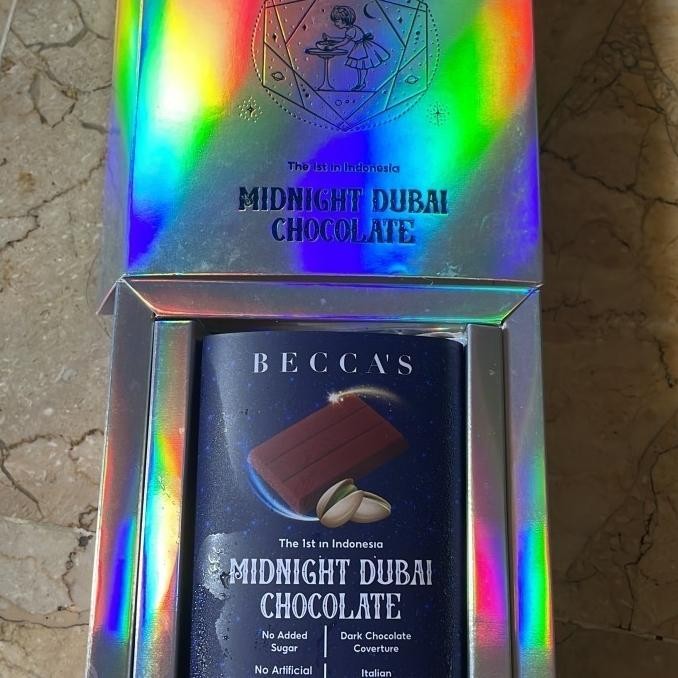 The 1st in Indonesia
MIDNIGHT DUBAI
CHOCOLATE
BECCA'S
The 1st in Indonesia
MIDNIGHT DUBAI
CHOCOLATE
No Added
Sugar
Dark Chocolate
Coverture
No Artificial
Italian